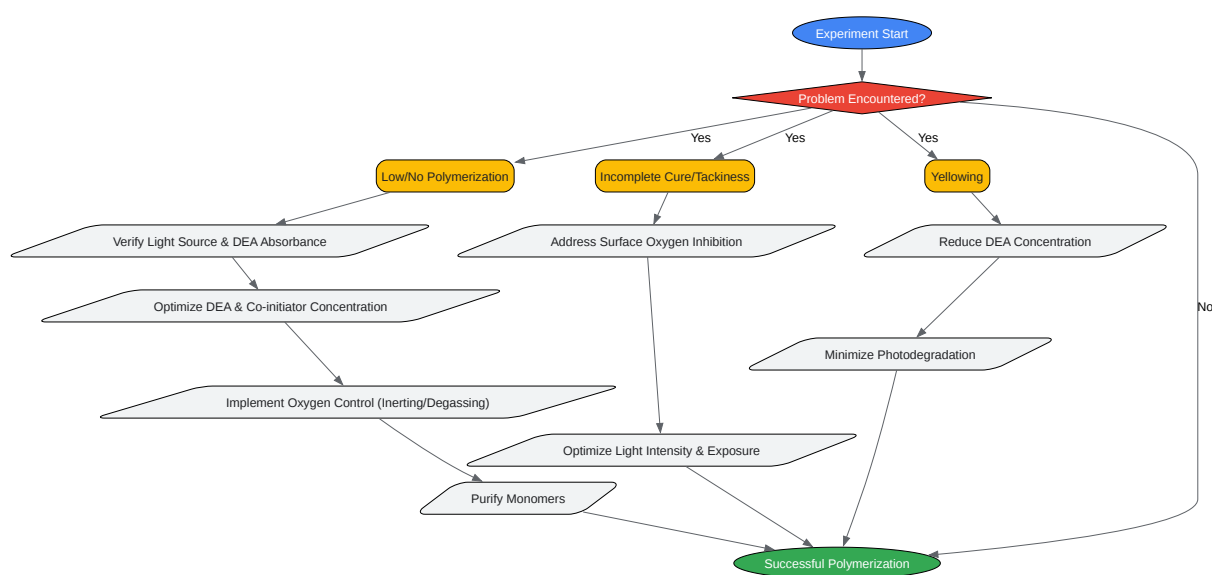 Experiment Start
Problem Encountered?
Yes
Yes
Yes
Low/No Polymerization
Incomplete Cure/Tackiness
Yellowing
Verify Light Source & DEA Absorbance
Address Surface Oxygen Inhibition
Reduce DEA Concentration
Optimize DEA & Co-initiator Concentration
No
Minimize Photodegradation
Implement Oxygen Control (Inerting/Degassing)
Optimize Light Intensity & Exposure
Purify Monomers
Successful Polymerization